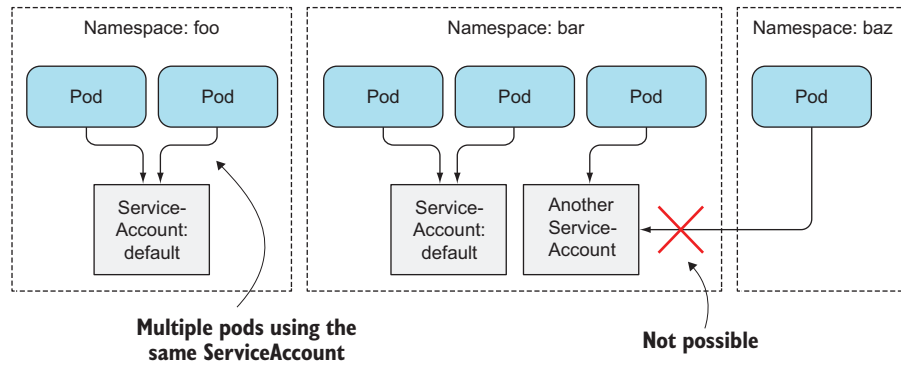 Namespace: foo
Namespace: bar
Namespace: baz
Pod
Pod
Pod
Pod
Pod
Pod
Service-
Account:
default
Service-
Account:
default
Another
Service-
Account
Multiple pods using the
same ServiceAccount
Not possible